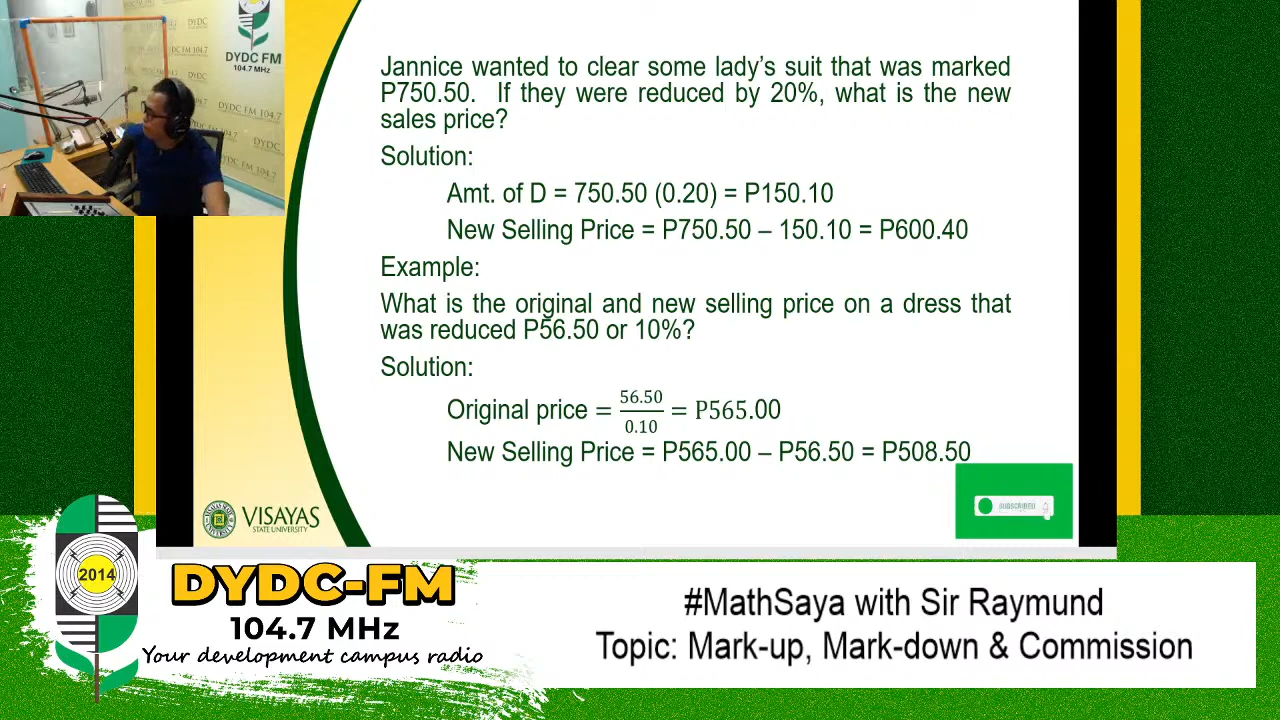 DYDC FM
104.7 MHz
Jannice wanted to clear some lady's suit that was marked
P750.50. If they were reduced by 20%, what is the new
sales price?
Solution:
Amt. of D = 750.50 (0.20) = P150.10
New Selling Price = P750.50 – 150.10 = P600.40
Example:
What is the original and new selling price on a dress that
was reduced P56.50 or 10%?
Solution:
Original price = 56.50/0.10 = P565.00
New Selling Price = P565.00 – P56.50 = P508.50
SUBSCRIBED
VISAYAS
STATE UNIVERSITY
2014
DYDC-FM
104.7 MHz
Your development campus radio
#MathSaya with Sir Raymund
Topic: Mark-up, Mark-down & Commission